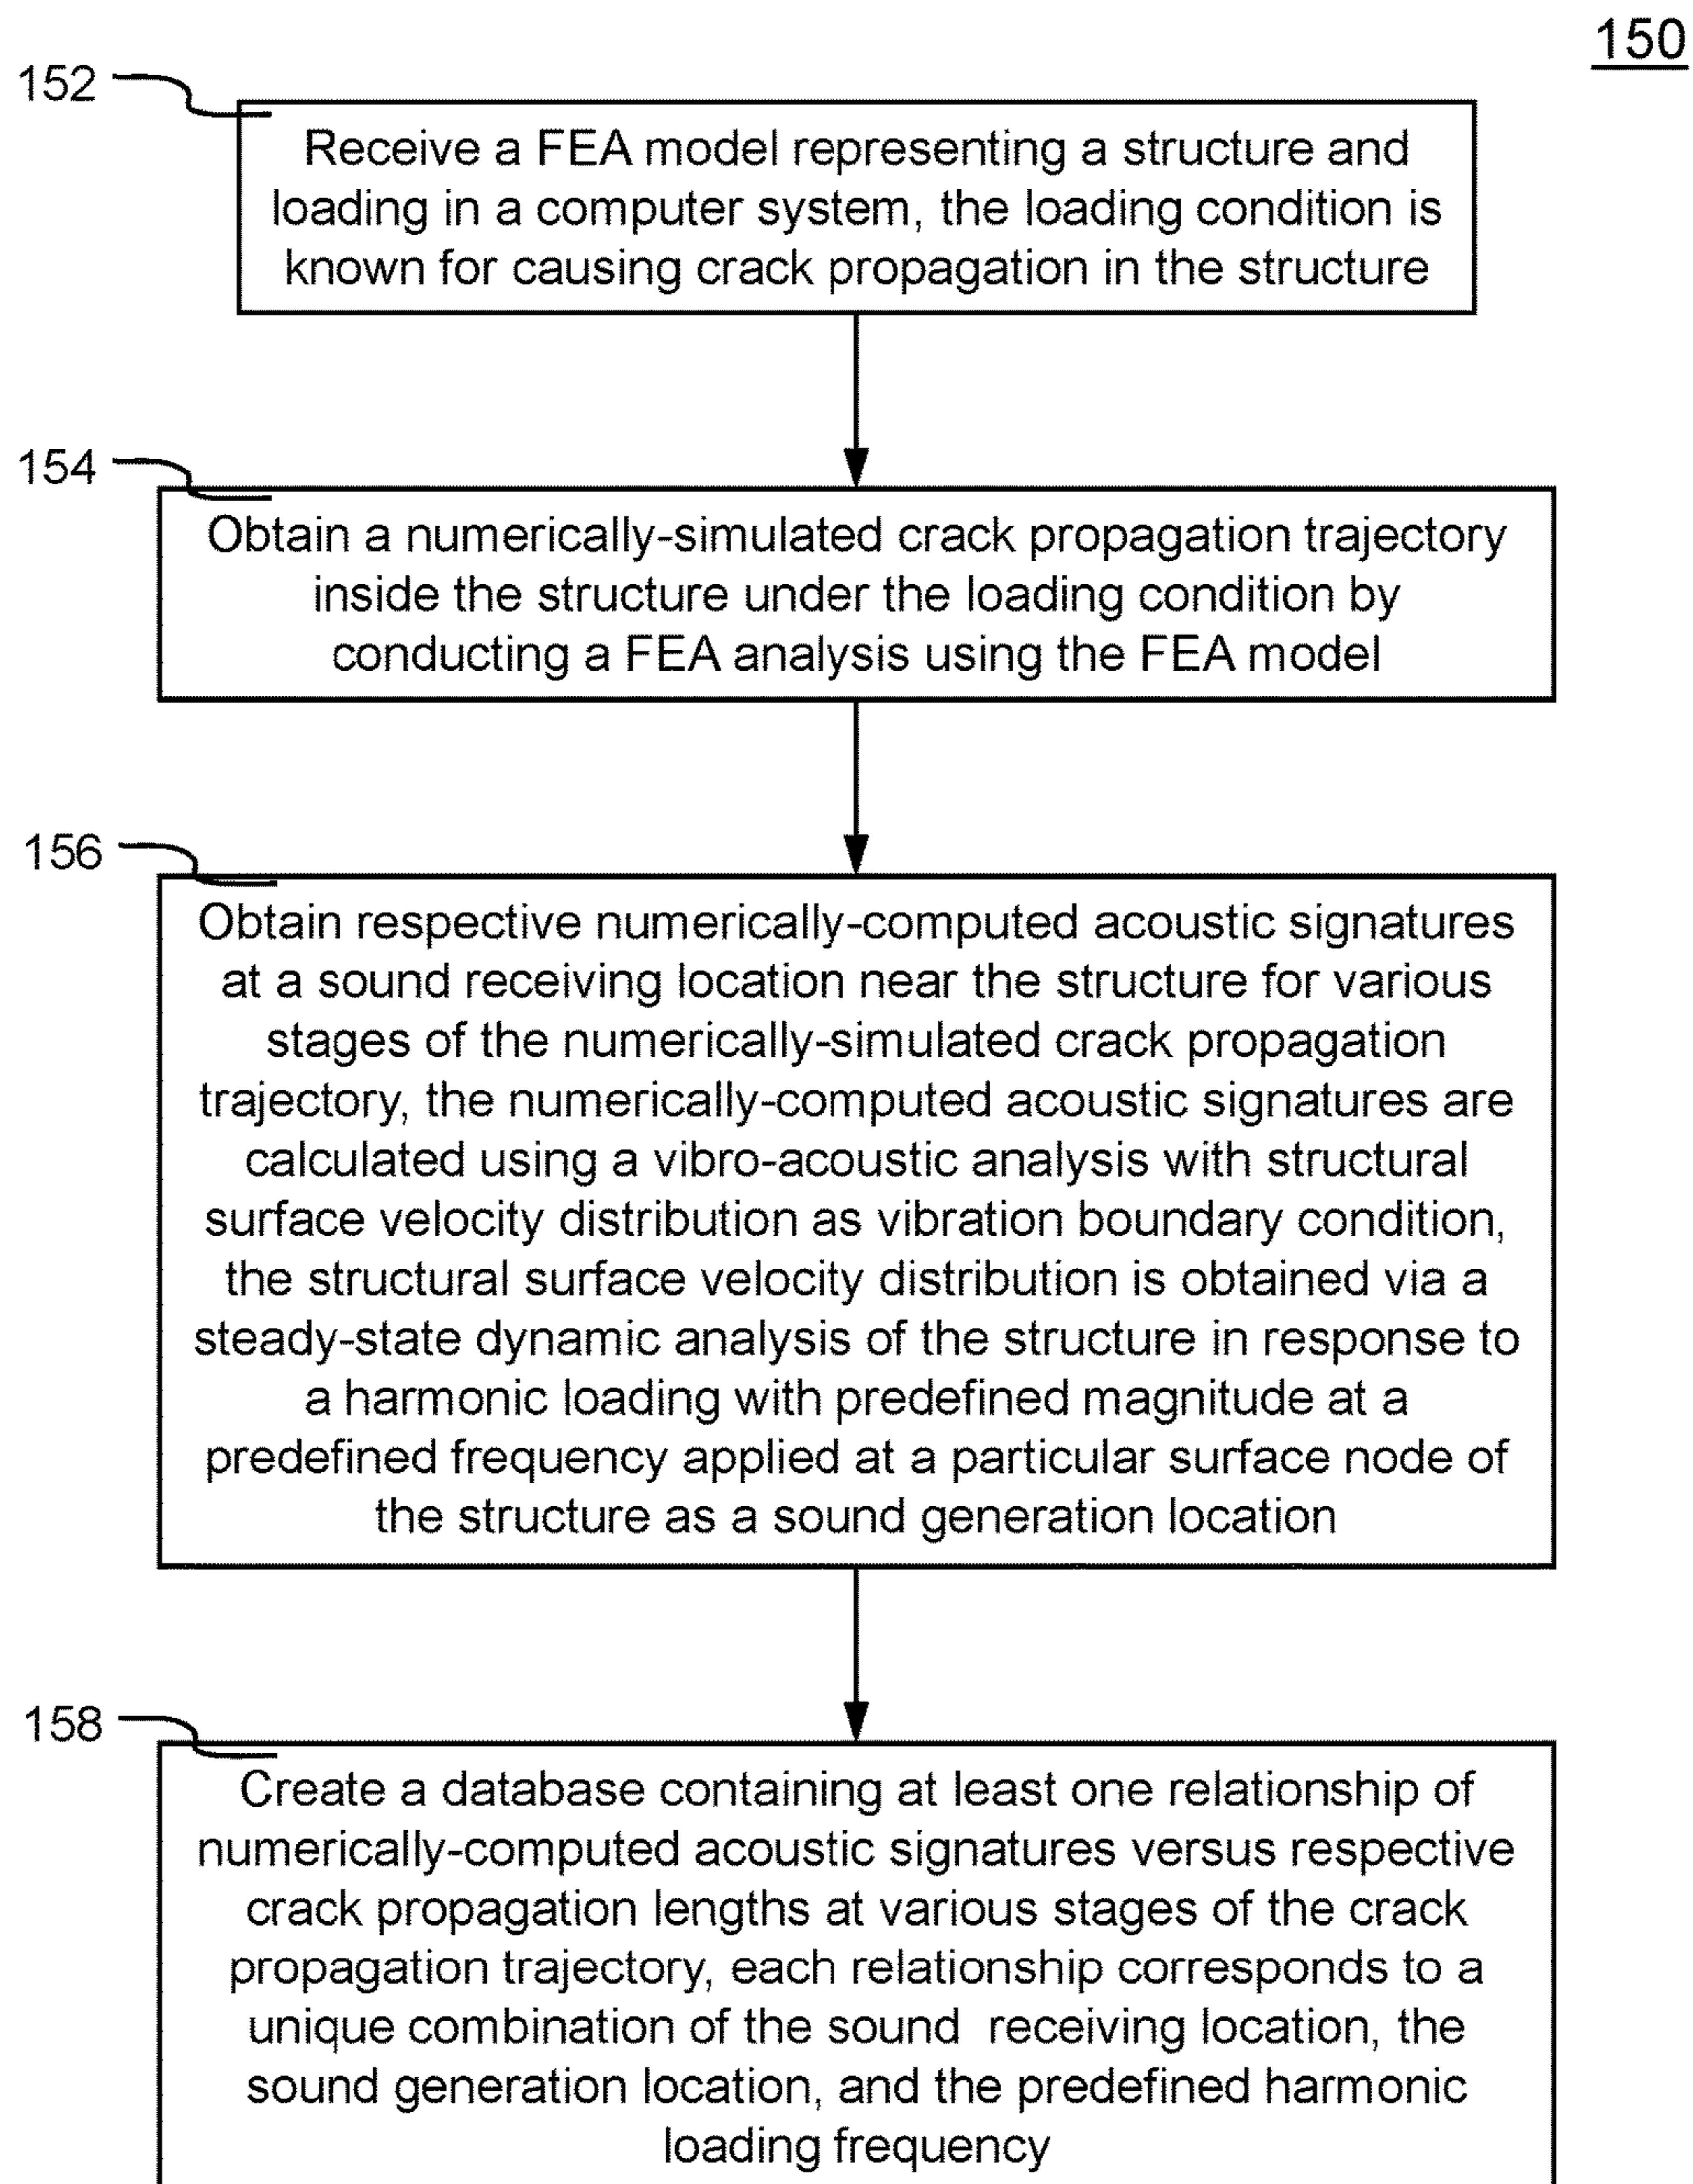 150
152
Receive a FEA model representing a structure and
loading in a computer system, the loading condition is
known for causing crack propagation in the structure
154
Obtain a numerically-simulated crack propagation trajectory
inside the structure under the loading condition by
conducting a FEA analysis using the FEA model
156
Obtain respective numerically-computed acoustic signatures
at a sound receiving location near the structure for various
stages of the numerically-simulated crack propagation
trajectory, the numerically-computed acoustic signatures are
calculated using a vibro-acoustic analysis with structural
surface velocity distribution as vibration boundary condition,
the structural surface velocity distribution is obtained via a
steady-state dynamic analysis of the structure in response to
a harmonic loading with predefined magnitude at a
predefined frequency applied at a particular surface node of
the structure as a sound generation location
158
Create a database containing at least one relationship of
numerically-computed acoustic signatures versus respective
crack propagation lengths at various stages of the crack
propagation trajectory, each relationship corresponds to a
unique combination of the sound  receiving location, the
sound generation location, and the predefined harmonic
loading frequency